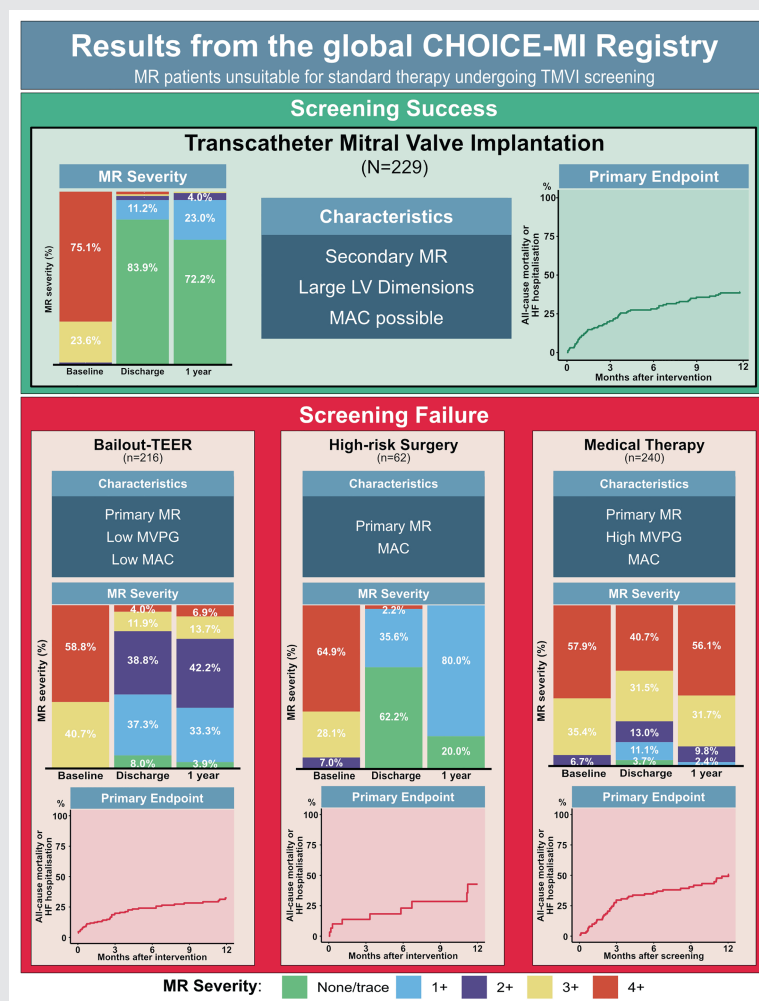 Results from the global CHOICE-MI Registry
MR patients unsuitable for standard therapy undergoing TMVI screening
Screening Success
Transcatheter Mitral Valve Implantation
(N=229)
MR Severity
MR severity (%)
75.1%
23.6%
11.2%
83.9%
4.0%
23.0%
72.2%
Baseline
Discharge
1 year
Characteristics
Secondary MR
Large LV Dimensions
MAC possible
Primary Endpoint
%
All-cause mortality or
HF hospitalisation
100
75
50
25
0
0 3 6 9 12
Months after intervention
Screening Failure
Bailout-TEER
(n=216)
Characteristics
Primary MR
Low MVPG
Low MAC
MR Severity
MR severity (%)
58.8%
40.7%
4.0%
11.9%
38.8%
37.3%
8.0%
6.9%
13.7%
42.2%
33.3%
3.9%
Baseline
Discharge
1 year
Primary Endpoint
%
All-cause mortality or
HF hospitalisation
100
75
50
25
0
0 3 6 9 12
Months after intervention
High-risk Surgery
(n=62)
Characteristics
Primary MR
MAC
MR Severity
MR severity (%)
64.9%
28.1%
7.0%
2.2%
35.6%
62.2%
80.0%
20.0%
Baseline
Discharge
1 year
Primary Endpoint
%
All-cause mortality or
HF hospitalisation
100
75
50
25
0
0 3 6 9 12
Months after intervention
Medical Therapy
(n=240)
Characteristics
Primary MR
High MVPG
MAC
MR Severity
MR severity (%)
57.9%
35.4%
6.7%
40.7%
31.5%
13.0%
11.1%
3.7%
56.1%
31.7%
9.8%
2.4%
Baseline
Discharge
1 year
Primary Endpoint
%
All-cause mortality or
HF hospitalisation
100
75
50
25
0
0 3 6 9 12
Months after screening
MR Severity: None/trace 1+ 2+ 3+ 4+